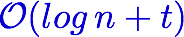 𝒪(log n + t)